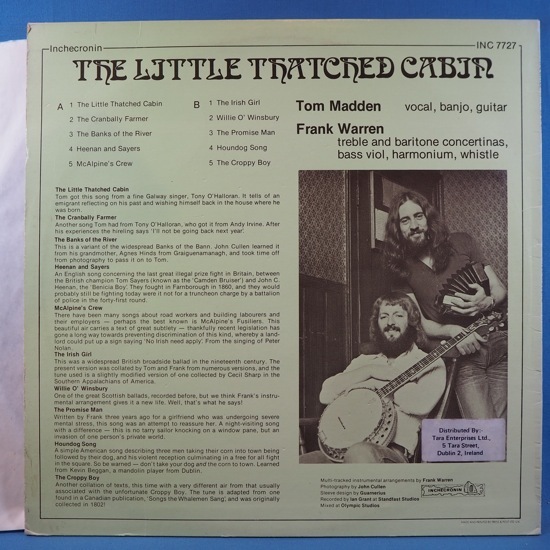 Inchecronin
INC 7727
THE LITTLE THATCHED CABIN
A 1 The Little Thatched Cabin
2 The Cranbally Farmer
3 The Banks of the River
4 Heenan and Sayers
5 McAlpine's Crew
B 1 The Irish Girl
2 Willie O' Winsbury
3 The Promise Man
4 Houndog Song
5 The Croppy Boy
Tom Madden vocal, banjo, guitar
Frank Warren
treble and baritone concertinas,
bass viol, harmonium, whistle
The Little Thatched Cabin
Tom got this song from a fine Galway singer, Tony O'Halloran. It tells of an
emigrant reflecting on his past and wishing himself back in the house where he
was born.
The Cranbally Farmer
Another song Tom had from Tony O'Halloran, who got it from Andy Irvine. After
his experiences the hireling says 'I'll not be going back next year'.
The Banks of the River
This is a variant of the widespread Banks of the Bann. John Cullen learned it
from his grandmother, Agnes Hinds from Graiguenamanagh, and took time off
from photography to pass it on to Tom.
Heenan and Sayers
An English song concerning the last great illegal prize fight in Britain, between
the British champion Tom Sayers (known as the 'Camden Bruiser') and John C.
Heenan, the 'Benicia Boy'. They fought in Farnborough in 1860, and they would
probably still be fighting today were it not for a truncheon charge by a battalion
of police in the forty-first round.
McAlpine's Crew
There have been many songs about road workers and building labourers and
their employers — perhaps the best known is McAlpine's Fusiliers. This
beautiful air carries a text of great subtlety — thankfully recent legislation has
gone a long way towards preventing discrimination of this kind, whereby a land-
lord could put up a sign saying 'No Irish need apply'. From the singing of Peter
Nolan.
The Irish Girl
This was a widespread British broadside ballad in the nineteenth century. The
present version was collated by Tom and Frank from numerous versions, and the
tune used is a slightly modified version of one collected by Cecil Sharp in the
Southern Appalachians of America.
Willie O' Winsbury
One of the great Scottish ballads, recorded before, but we think Frank's instru-
mental arrangement gives it a new life. Well, that's what he says!
The Promise Man
Written by Frank three years ago for a girlfriend who was undergoing severe
mental stress, this song was an attempt to reassure her. A night-visiting song
with a difference — this is no tarry sailor knocking on a window pane, but an
invasion of one person's private world.
Houndog Song
A simple American song describing three men taking their coon into town being
followed by their dog, and his violent reception culminating in a free for all fight
in the square. So be warned — don't take your dog and the corn to town. Learned
from Kevin Beggan, a mandolin player from Dublin.
The Croppy Boy
Another collation of texts, this time with a very different air from that usually
associated with the unfortunate Croppy Boy. The tune is adapted from one
found in a Canadian publication, 'Songs the Whalemen Sang', and was originally
collected in 1802!
Distributed By:-
Tara Enterprises Ltd.,
5 Tara Street,
Dublin 2, Ireland
Multi-tracked instrumental arrangements by Frank Warren
Photography by John Cullen
Sleeve design by Guarnerius
Recorded by Ian Grant at Standfast Studios
Mixed at Olympic Studios
INCHECRONIN